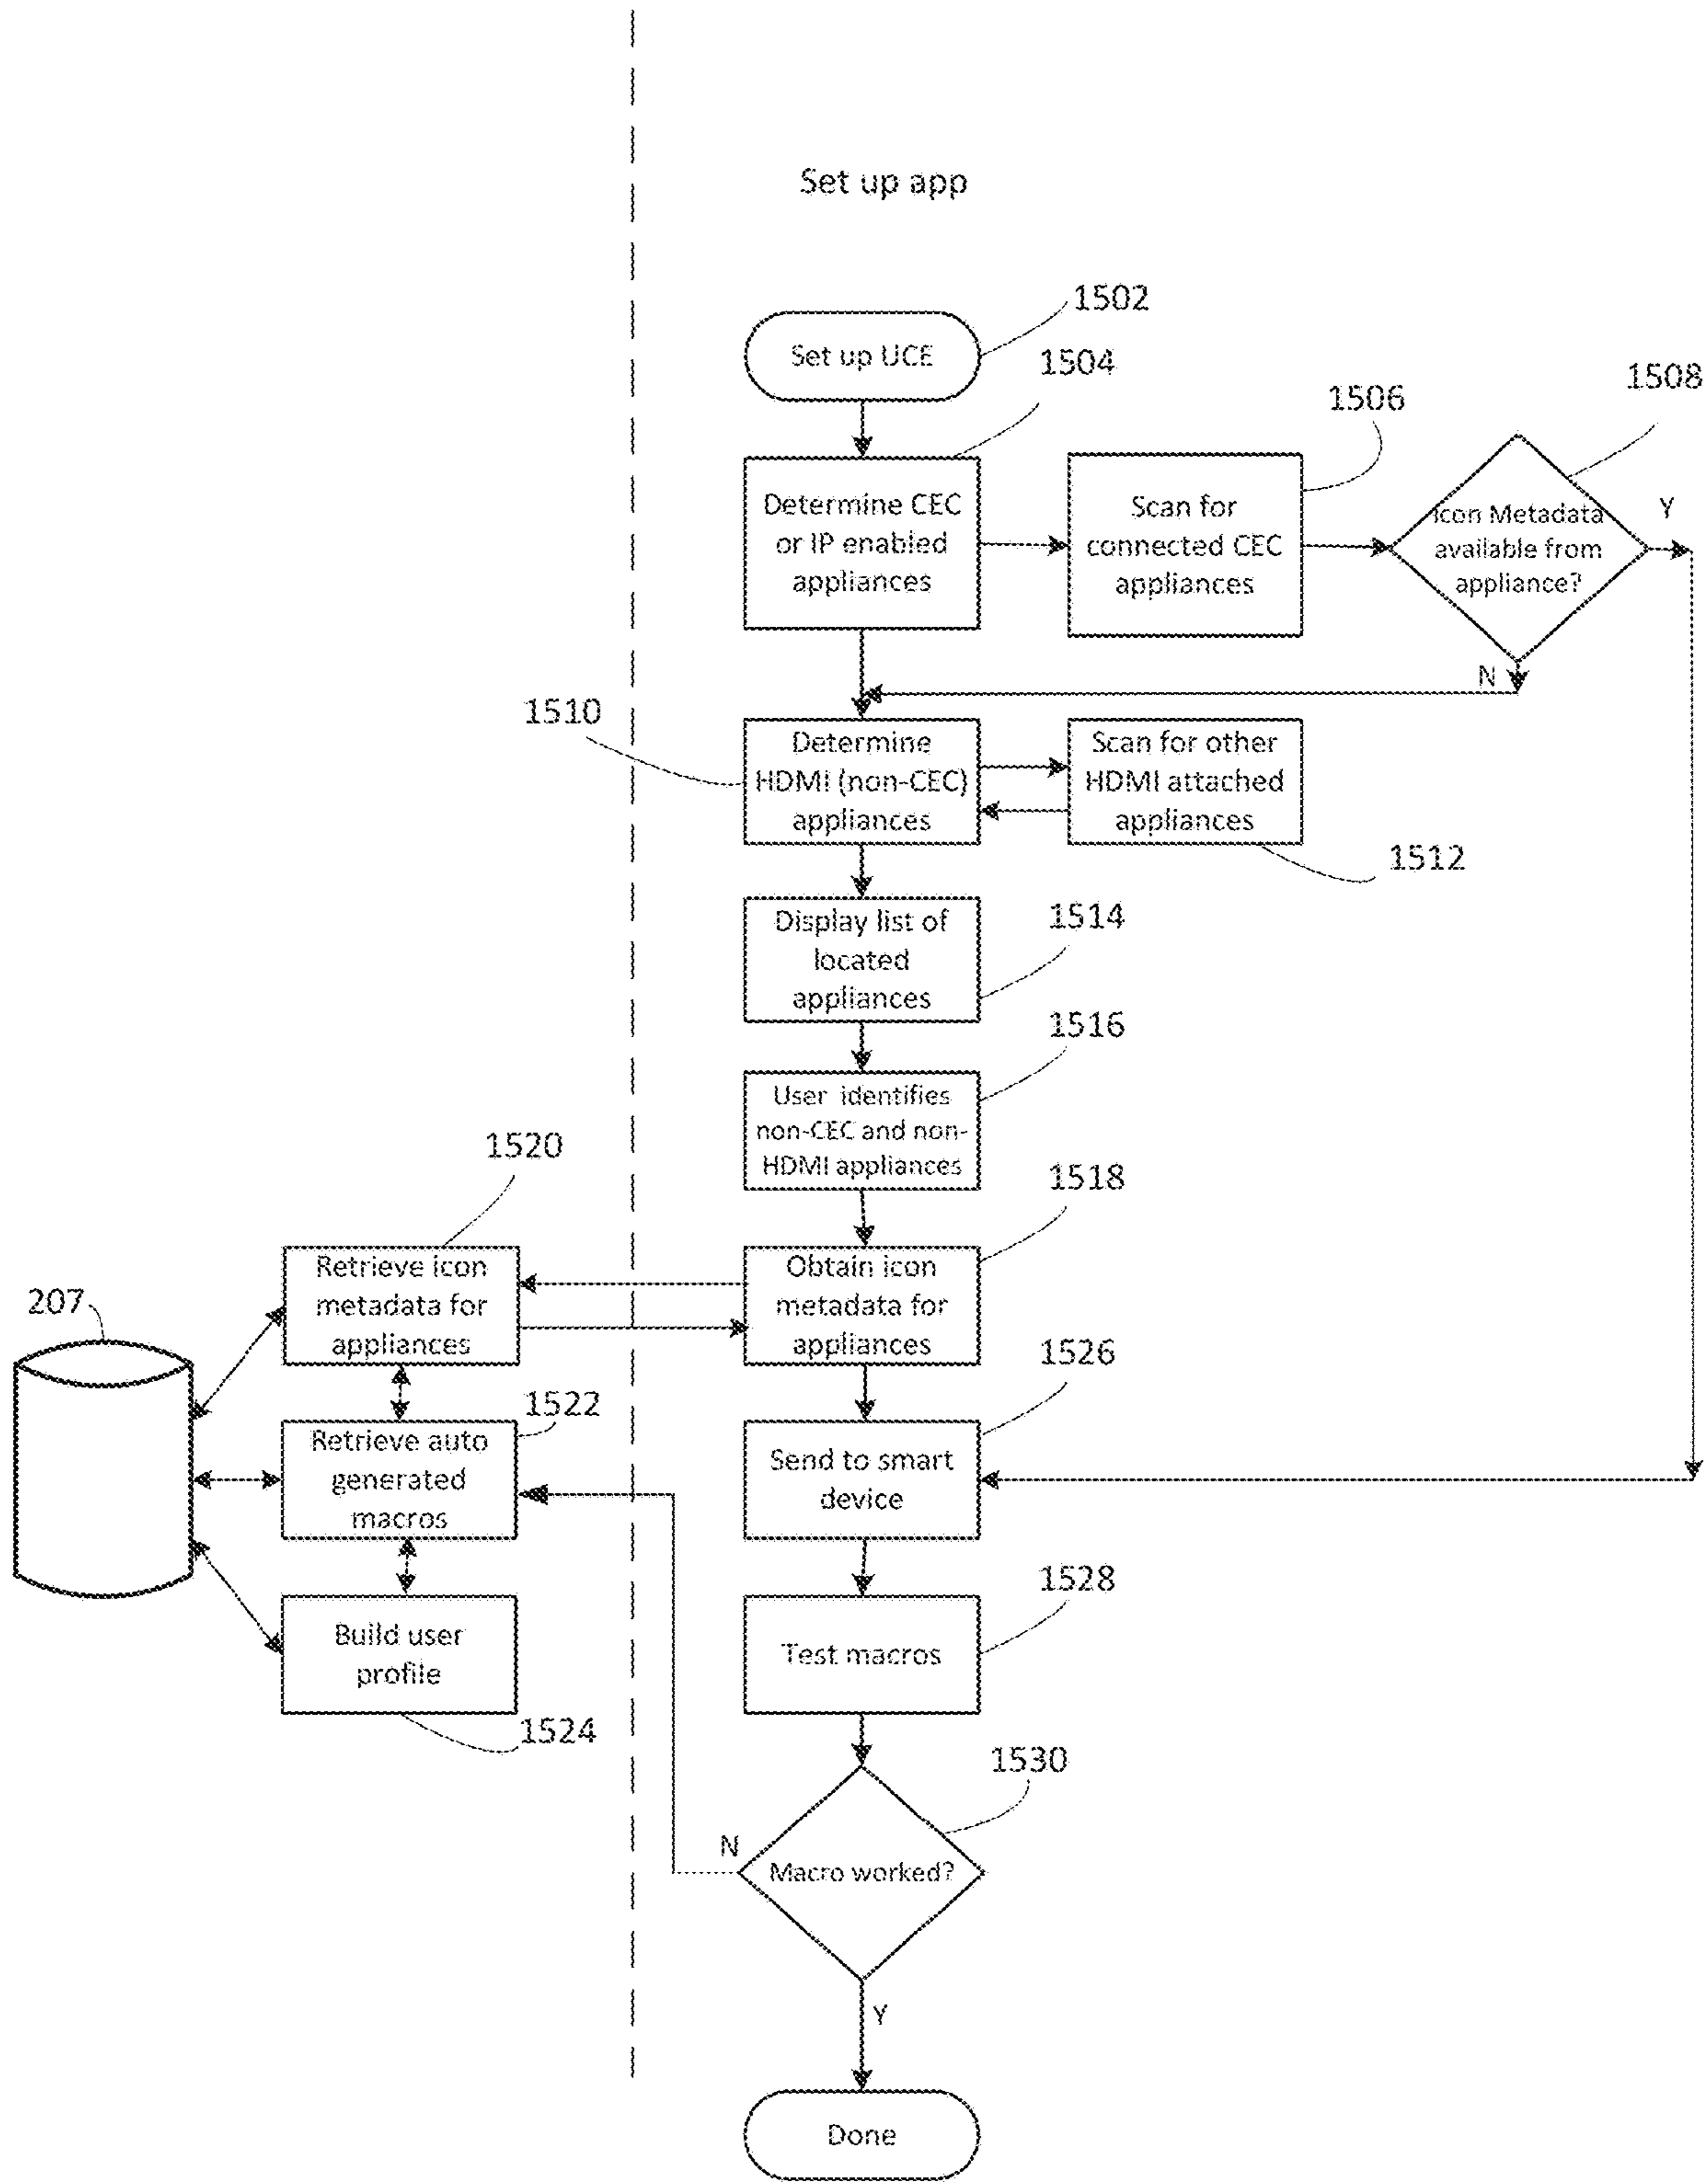 Set up app
1502
Set up UCE
1504
1506
1508
Determine CEC
or IP enabled
appliances
Scan for
connected CEC
appliances
Icon Metadata
available from
appliance?
Y
N
1510
Determine
HDMI (non-CEC)
appliances
Scan for other
HDMI attached
appliances
1512
Display list of
located
appliances
1514
1516
User identifies
non-CEC and non-
HDMI appliances
1520
1518
207
Retrieve icon
metadata for
appliances
Obtain icon
metadata for
appliances
1526
1522
Retrieve auto
generated
macros
Send to smart
device
1528
Build user
profile
1524
Test macros
1530
N
Macro worked?
Y
Done